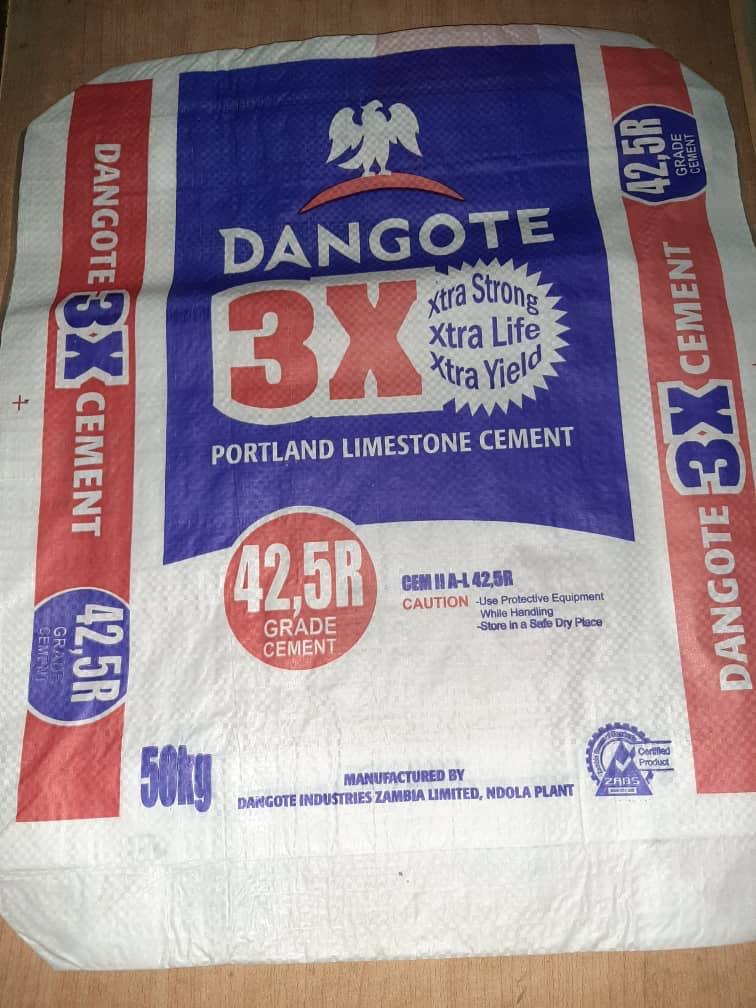 DANGOTE
3X
Xtra Strong
Xtra Life
Xtra Yield
PORTLAND LIMESTONE CEMENT
42,5R
GRADE
CEMENT
CEM II A-L 42,5R
CAUTION -Use Protective Equipment
While Handling
-Store in a Safe Dry Place
50kg
MANUFACTURED BY
DANGOTE INDUSTRIES ZAMBIA LIMITED, NDOLA PLANT
Certified
Product
ZABS
DANGOTE 3X CEMENT
42,5R
GRADE
CEMENT
42,5R
GRADE
CEMENT
DANGOTE 3X CEMENT